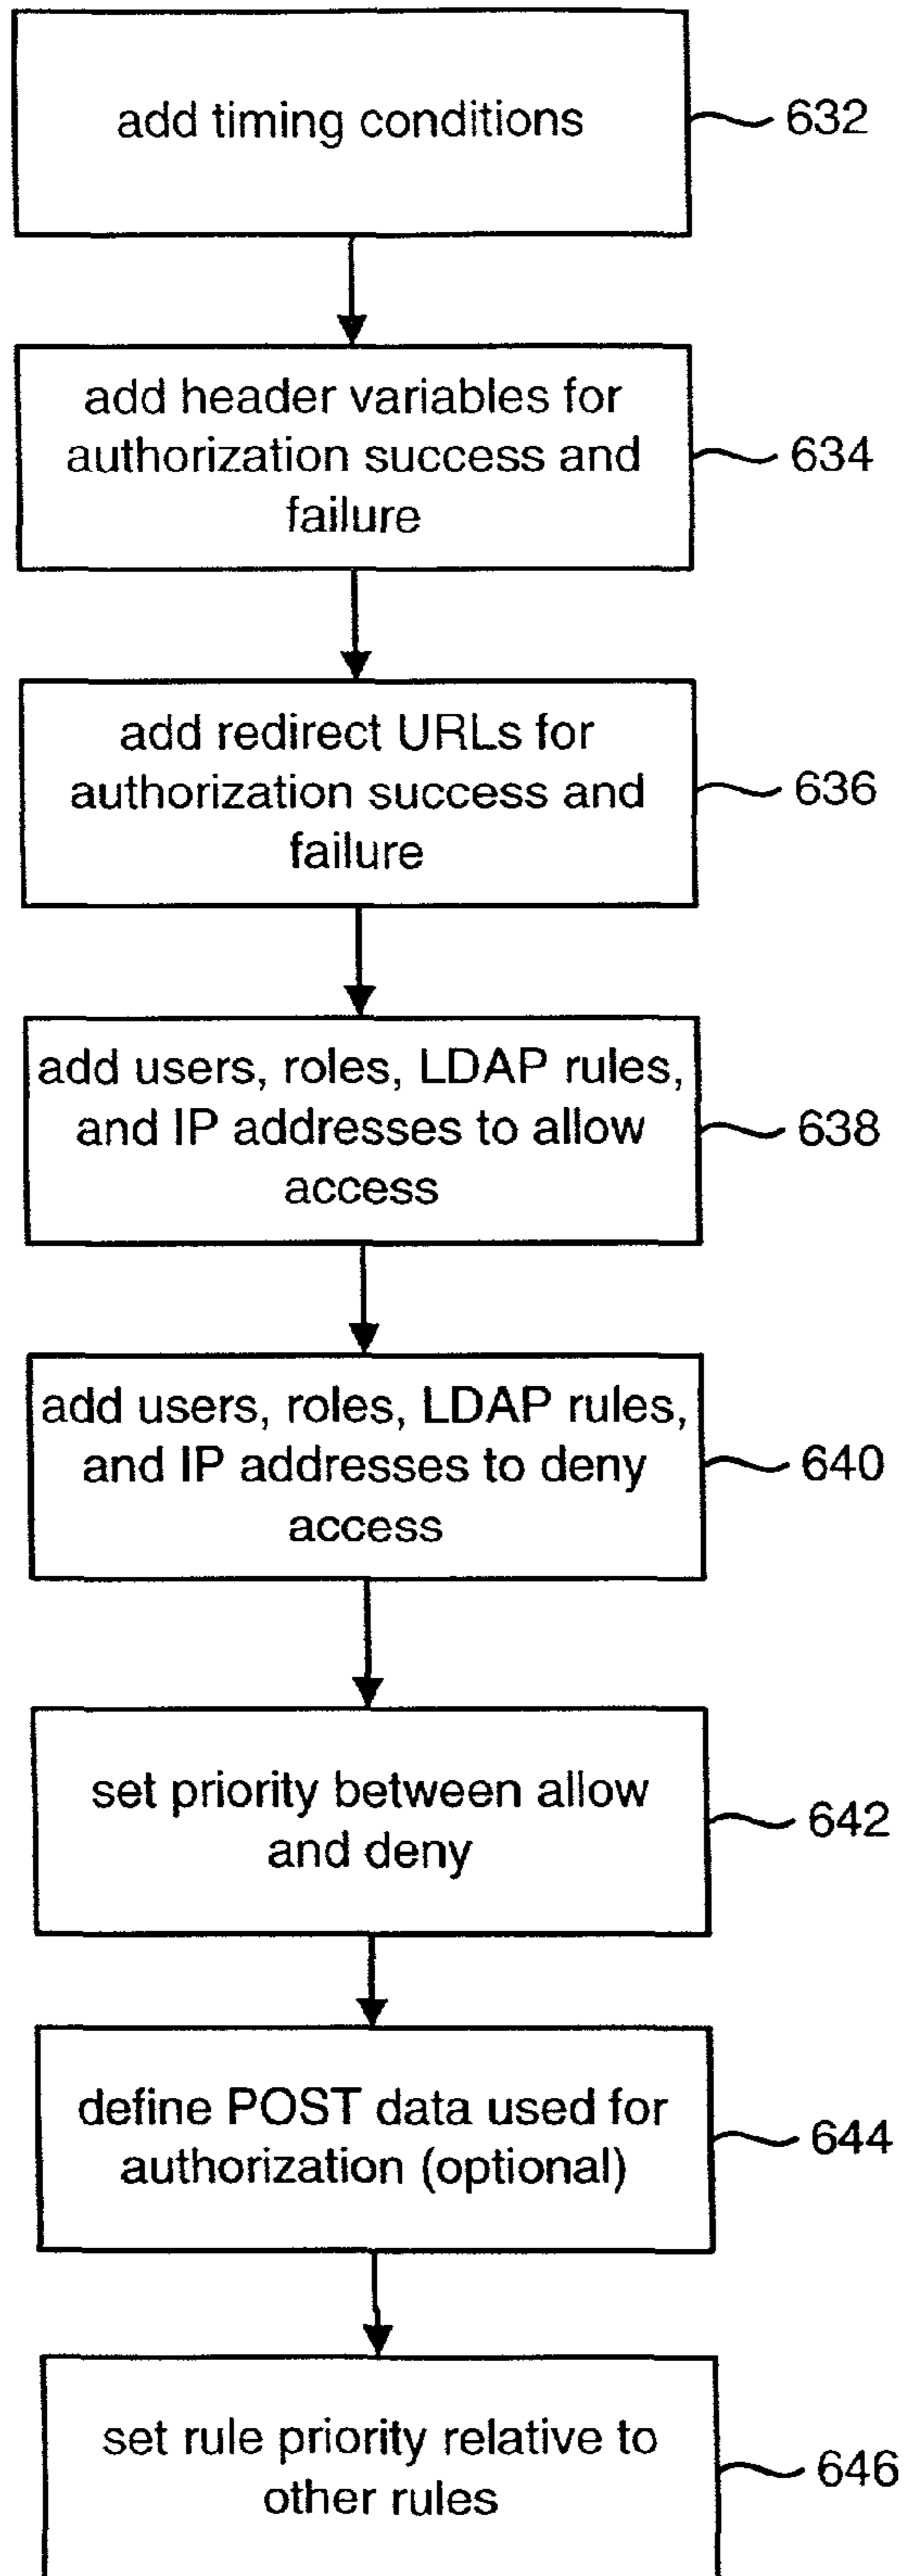 add timing conditions
632
add header variables for
authorization success and
failure
634
add redirect URLs for
authorization success and
failure
636
add users, roles, LDAP rules,
and IP addresses to allow
access
638
add users, roles, LDAP rules,
and IP addresses to deny
access
640
set priority between allow
and deny
642
define POST data used for
authorization (optional)
644
set rule priority relative to
other rules
646